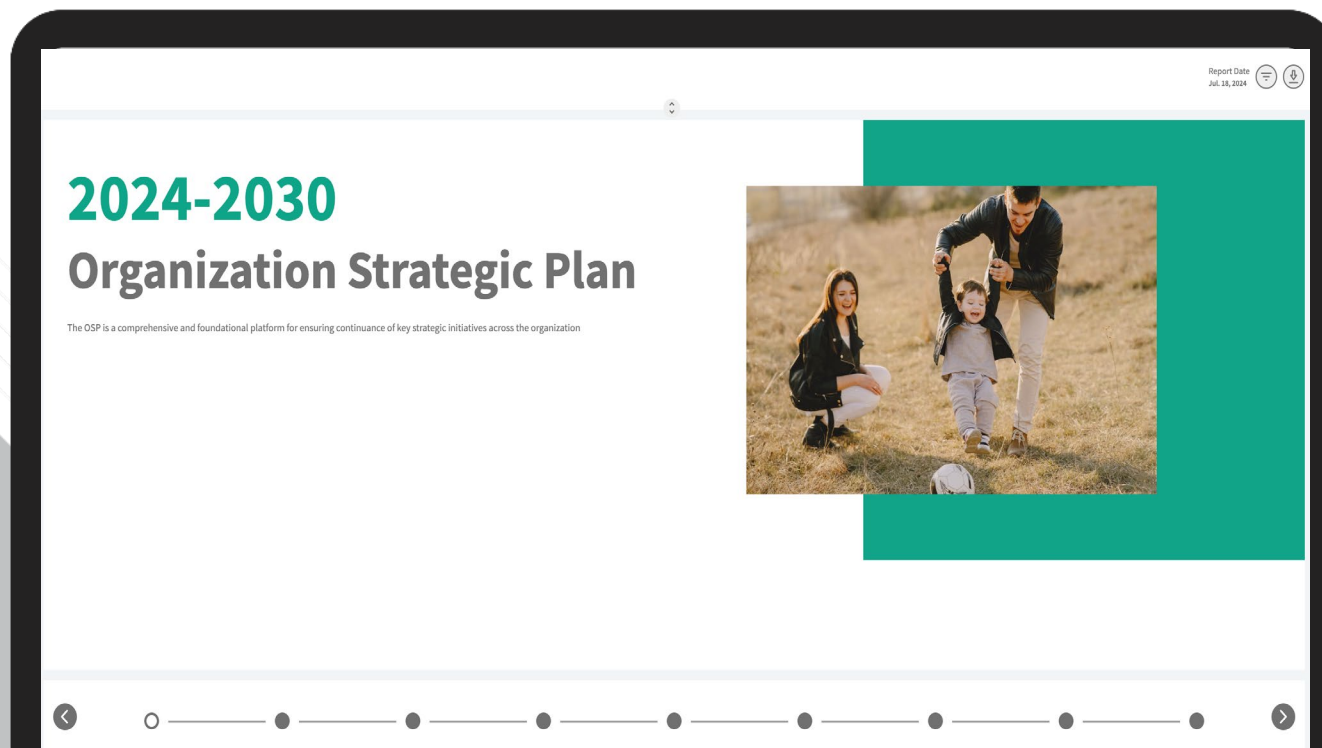 Report Date
Jul. 18, 2024
2024-2030
Organization Strategic Plan
The OSP is a comprehensive and foundational platform for ensuring continuance of key strategic initiatives across the organization